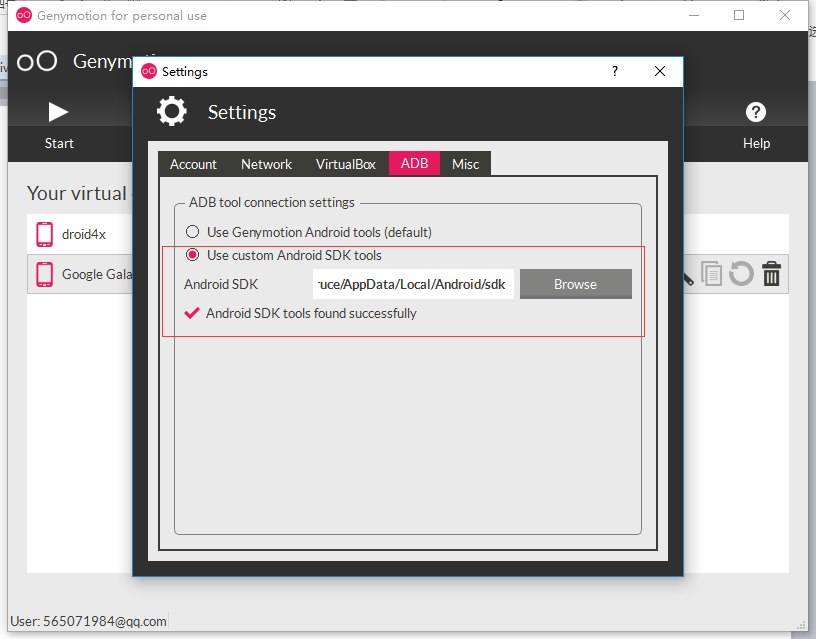 Genymotion for personal use
Genym
Settings
?
Settings
Start
Help
Account Network VirtualBox ADB Misc
Your virtual
ADB tool connection settings
droid4x
Use Genymotion Android tools (default)
Use custom Android SDK tools
Google Gala
Android SDK
ruce/AppData/Local/Android/sdk
Browse
Android SDK tools found successfully
User: 565071984@qq.com